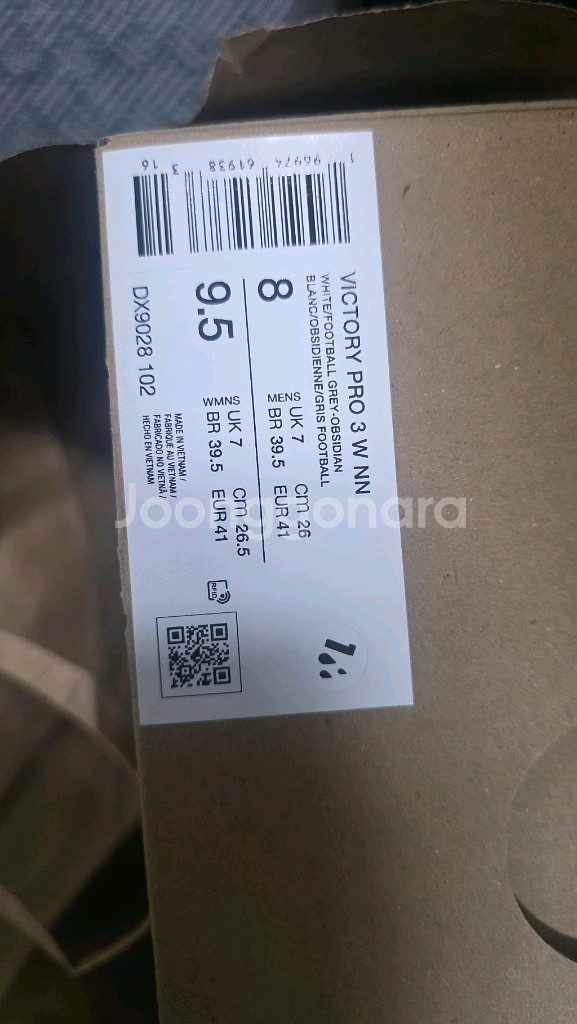 1 94974 61938 3 16
VICTORY PRO 3 W NN
WHITE/FOOTBALL GREY-OBSIDIAN
BLANC/OBSIDIENNE/GRIS FOOTBALL
8
MENS UK 7 cm 26
BR 39.5 EUR 41
9.5
WMNS UK 7 cm 26.5
BR 39.5 EUR 41
DX9028 102
MADE IN VIETNAM /
FABRIQUE AU VIETNAM /
FABRICADO NO VIETNÃ /
HECHO EN VIETNAM
RFID
Joonggonara